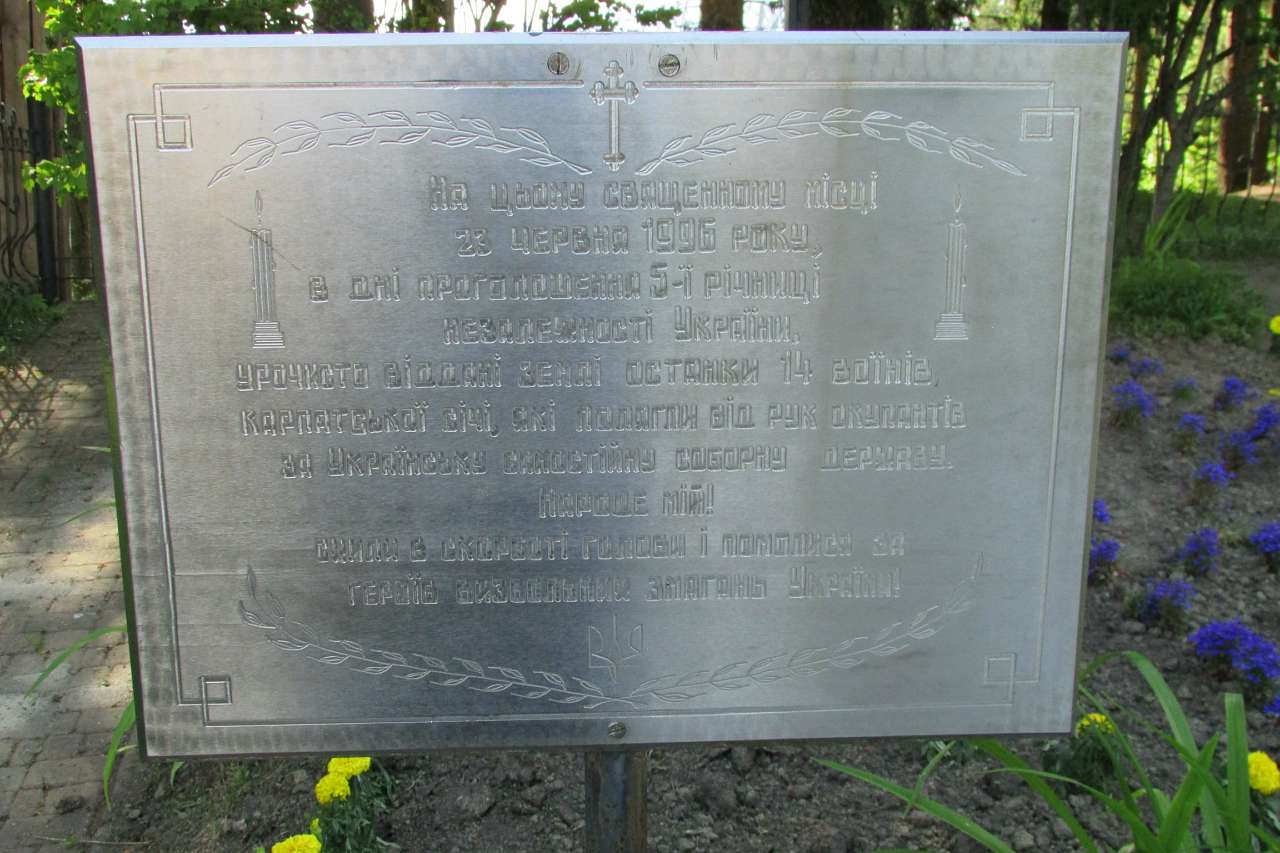 На цьому священному місці
23 червня 1996 року,
в дні проголошення 5-ї річниці
незалежності України,
урочисто віддані землі останки 14 воїнів,
Карпатської Січі, які полягли від рук окупантів
за Українську самостійну соборну державу.
Народе мій!
схили в скорботі голови і помолися за
героїв визвольних змагань України!